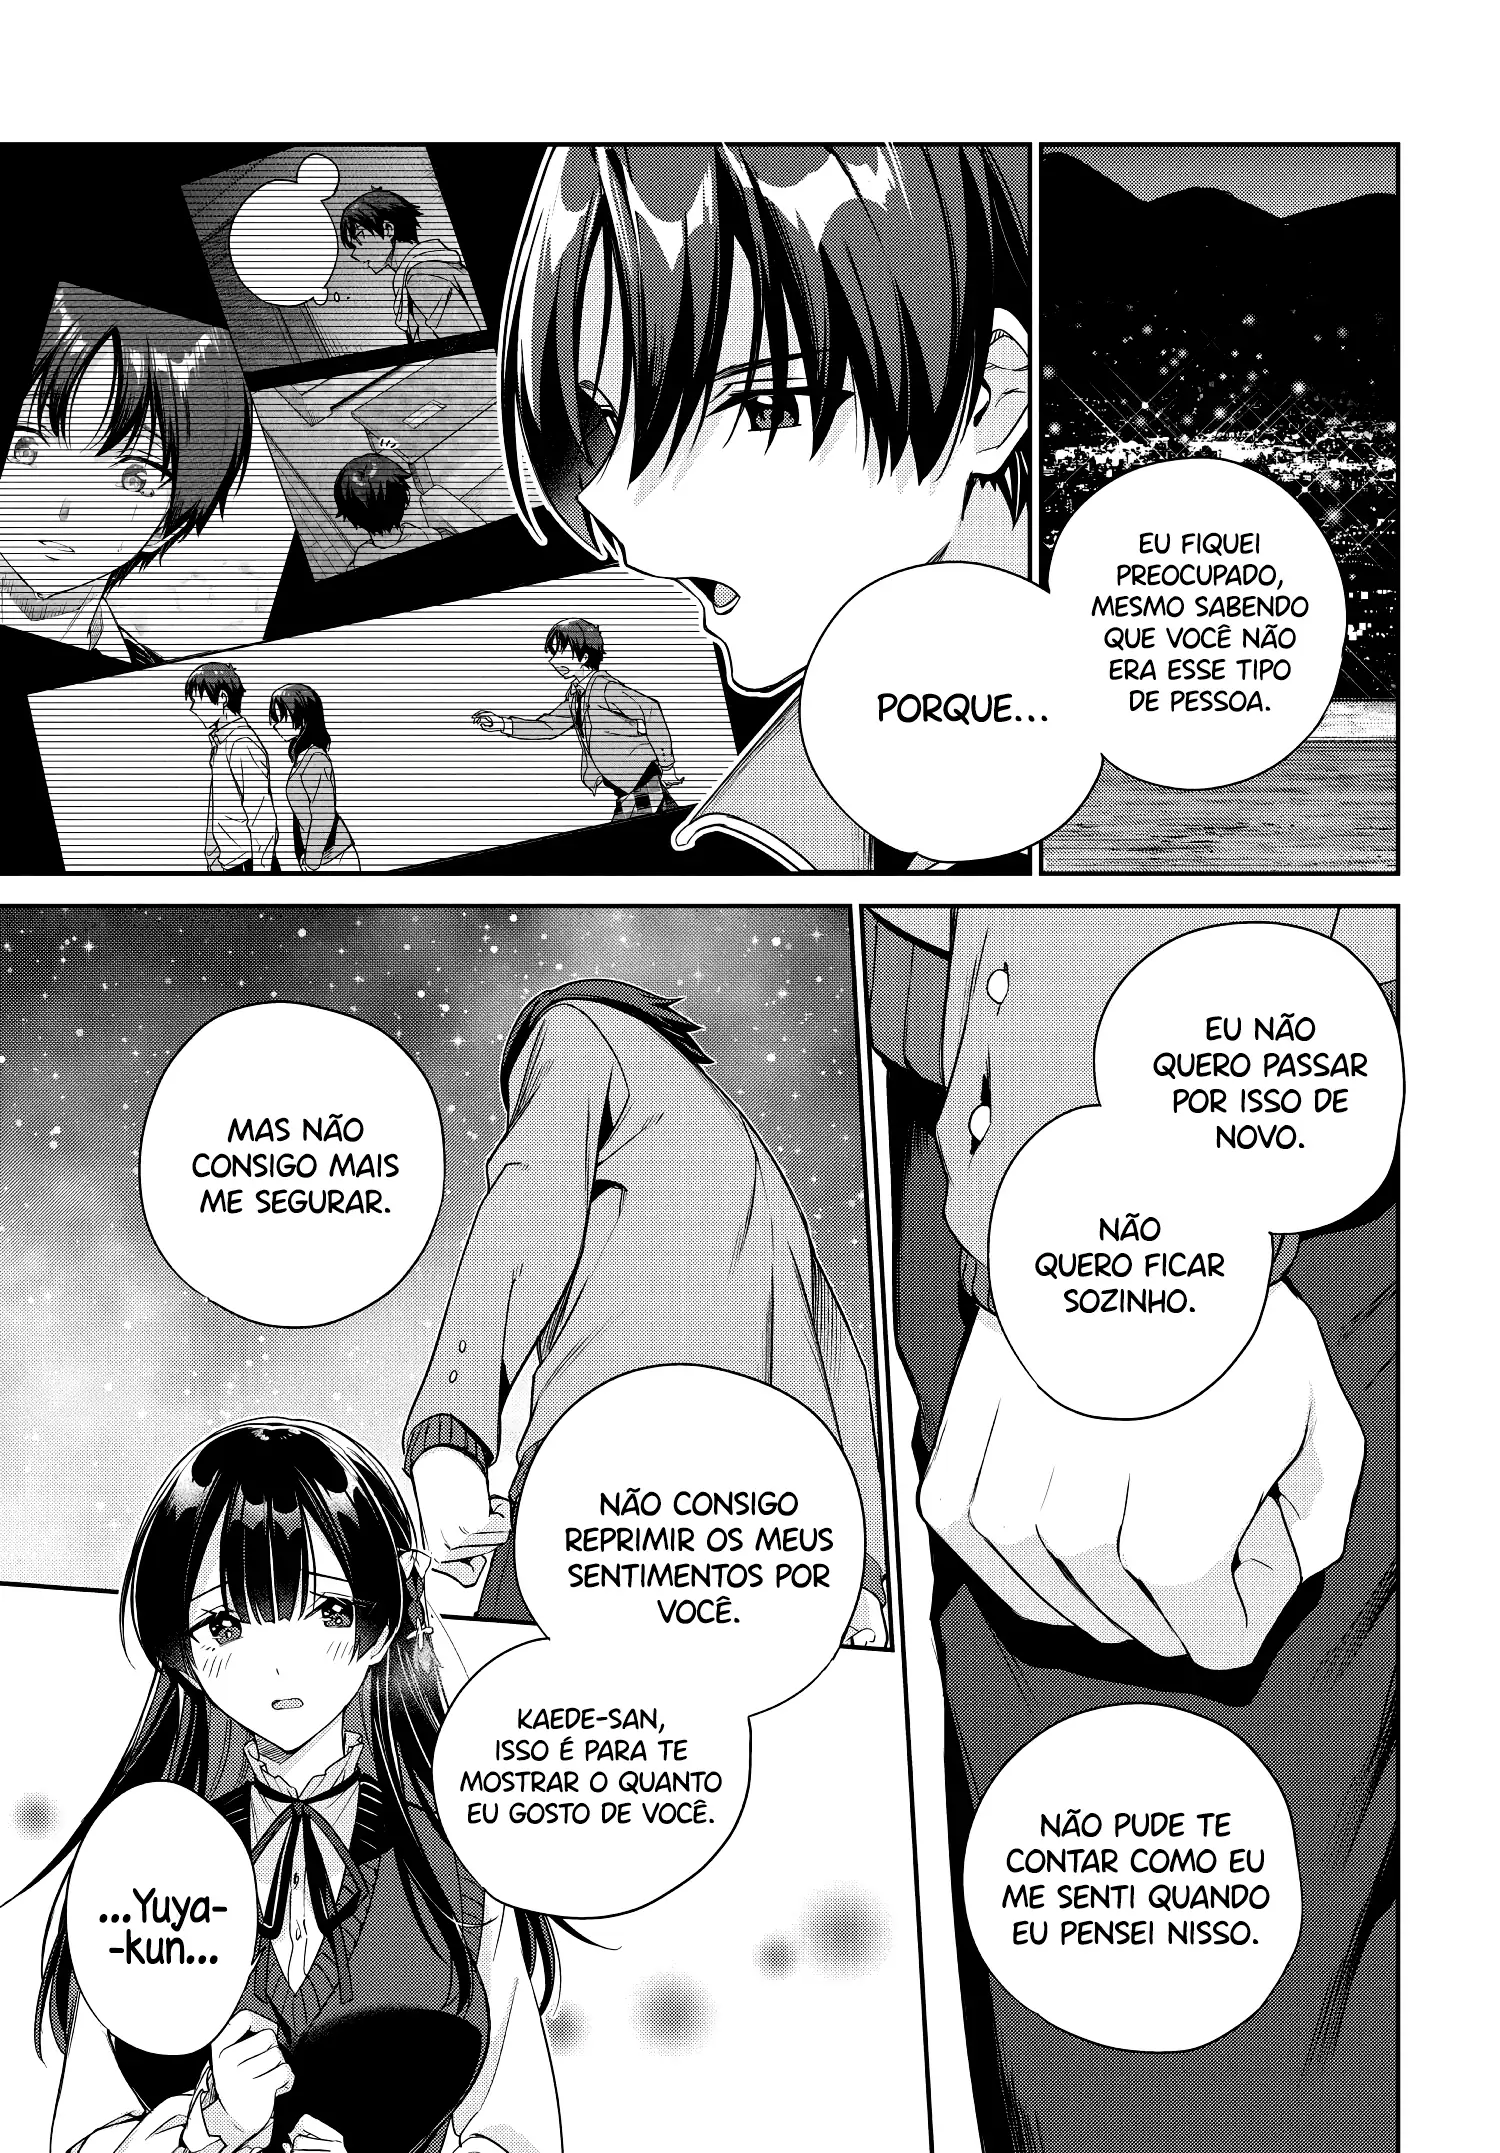 EU FIQUEI
PREOCUPADO,
MESMO SABENDO
QUE VOCÊ NÃO
ERA ESSE TIPO
DE PESSOA.
PORQUE...
EU NÃO
QUERO PASSAR
POR ISSO DE
NOVO.
NÃO
QUERO FICAR
SOZINHO.
NÃO PUDE TE
CONTAR COMO EU
ME SENTI QUANDO
EU PENSEI NISSO.
MAS NÃO
CONSIGO MAIS
ME SEGURAR.
NÃO CONSIGO
REPRIMIR OS MEUS
SENTIMENTOS POR
VOCÊ.
KAEDE-SAN,
ISSO É PARA TE
MOSTRAR O QUANTO
EU GOSTO DE VOCÊ.
...Yuya-
-kun...